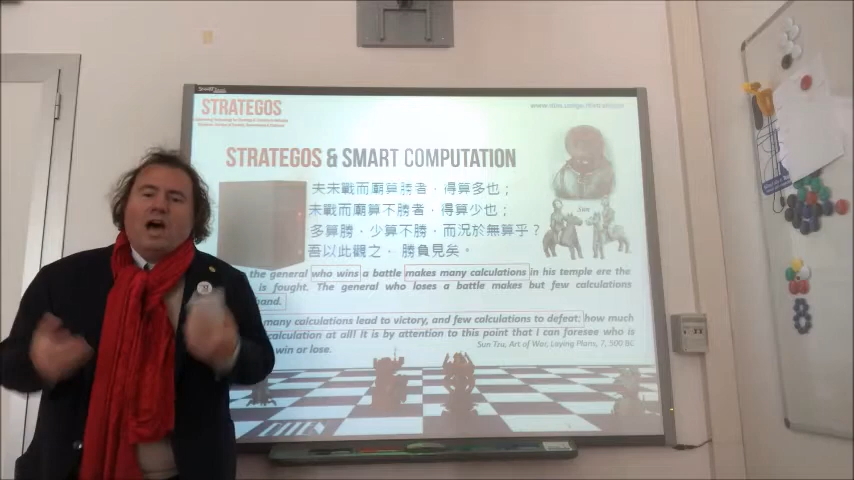 STRATEGOS
STRATEGOS & SMART COMPUTATION
夫未戰而廟算勝者，得算多也；
未戰而廟算不勝者，得算少也；
多算勝，少算不勝，而況於無算乎？
吾以此觀之，勝負見矣。
the general who wins a battle makes many calculations in his temple ere the
is fought. The general who loses a battle makes but few calculations
many calculations lead to victory, and few calculations to defeat; how much
calculation at all! It is by attention to this point that I can foresee who is
win or lose.
Sun Tzu, Art of War, Laying Plans, 7, 500 BC